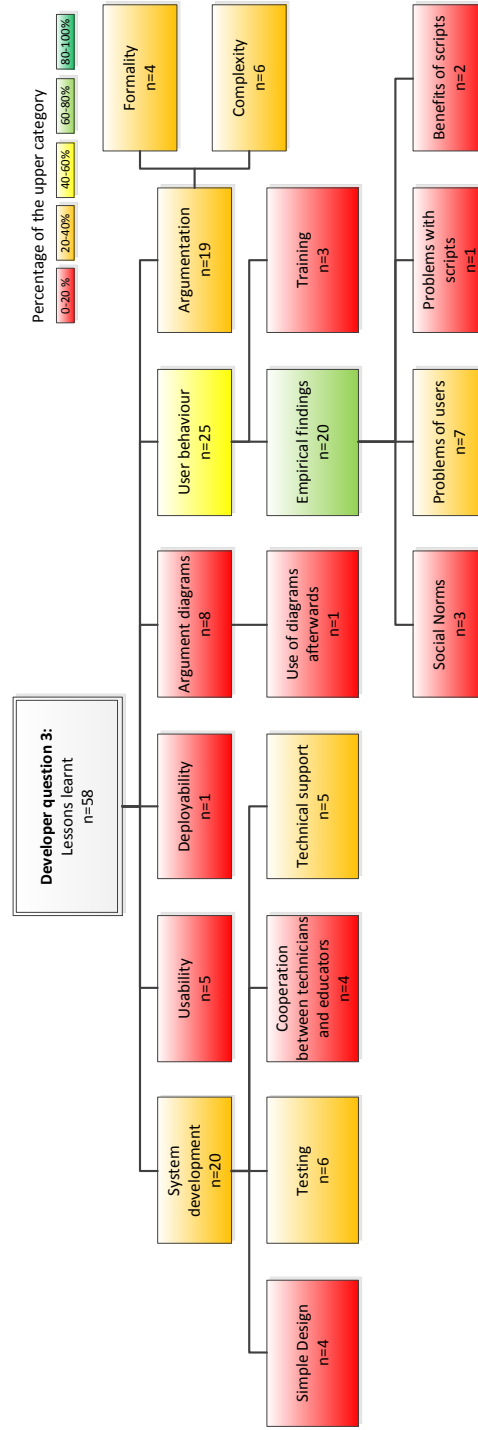 Percentage of the upper category
0-20 %
20-40%
40-60%
60-80%
80-100%
Developer question 3:
Lessons learnt
n=58
System
development
n=20
Usability
n=5
Deployability
n=1
Argument diagrams
n=8
User behaviour
n=25
Argumentation
n=19
Formality
n=4
Complexity
n=6
Simple Design
n=4
Testing
n=6
Cooperation
between technicians
and educators
n=4
Technical support
n=5
Use of diagrams
afterwards
n=1
Empirical findings
n=20
Training
n=3
Social Norms
n=3
Problems of users
n=7
Problems with
scripts
n=1
Benefits of scripts
n=2